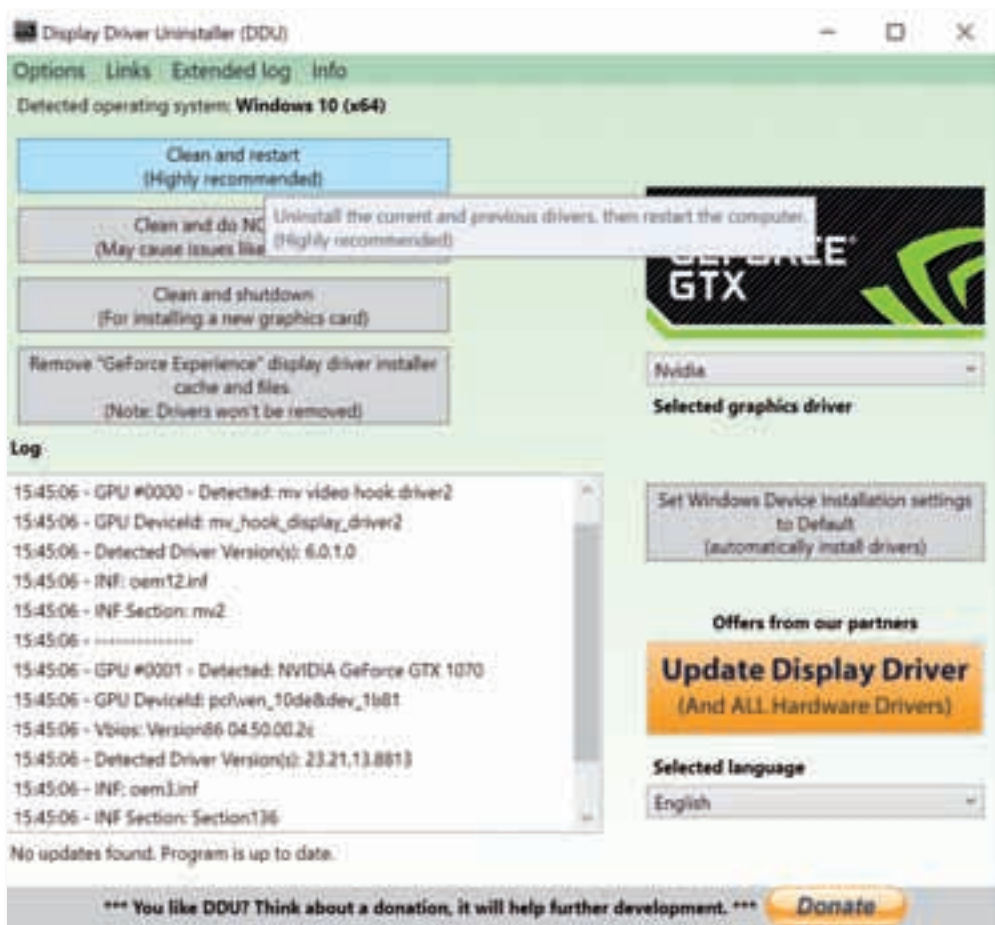 Display Driver Uninstaller (DDU)
Options Links Extended log Info
Detected operating system: Windows 10 (x64)
Clean and restart
(Highly recommended)
Uninstall the current and previous drivers, then restart the computer.
(Highly recommended)
Clean and do NO
(May cause issues like
Clean and shutdown
(For installing a new graphics card)
Remove "GeForce Experience" display driver installer
cache and files.
(Note: Drivers won't be removed)
GEFORCE
GTX
Nvidia
Selected graphics driver
Set Windows Device Installation settings
to Default
(automatically install drivers)
Offers from our partners
Update Display Driver
(And ALL Hardware Drivers)
Selected language
English
Log
15:45:06 - GPU #0000 - Detected: mv video hook driver2
15:45:06 - GPU DeviceId: mv_hook_display_driver2
15:45:06 - Detected Driver Version(s): 6.0.1.0
15:45:06 - INF: oem12.inf
15:45:06 - INF Section: mv2
15:45:06 - --------------
15:45:06 - GPU #0001 - Detected: NVIDIA GeForce GTX 1070
15:45:06 - GPU DeviceId: pci\ven_10de&dev_1b81
15:45:06 - Vbios: Version86.04.50.00.2c
15:45:06 - Detected Driver Version(s): 23.21.13.8813
15:45:06 - INF: oem3.inf
15:45:06 - INF Section: Section136
No updates found. Program is up to date.
*** You like DDU? Think about a donation, it will help further development. ***
Donate